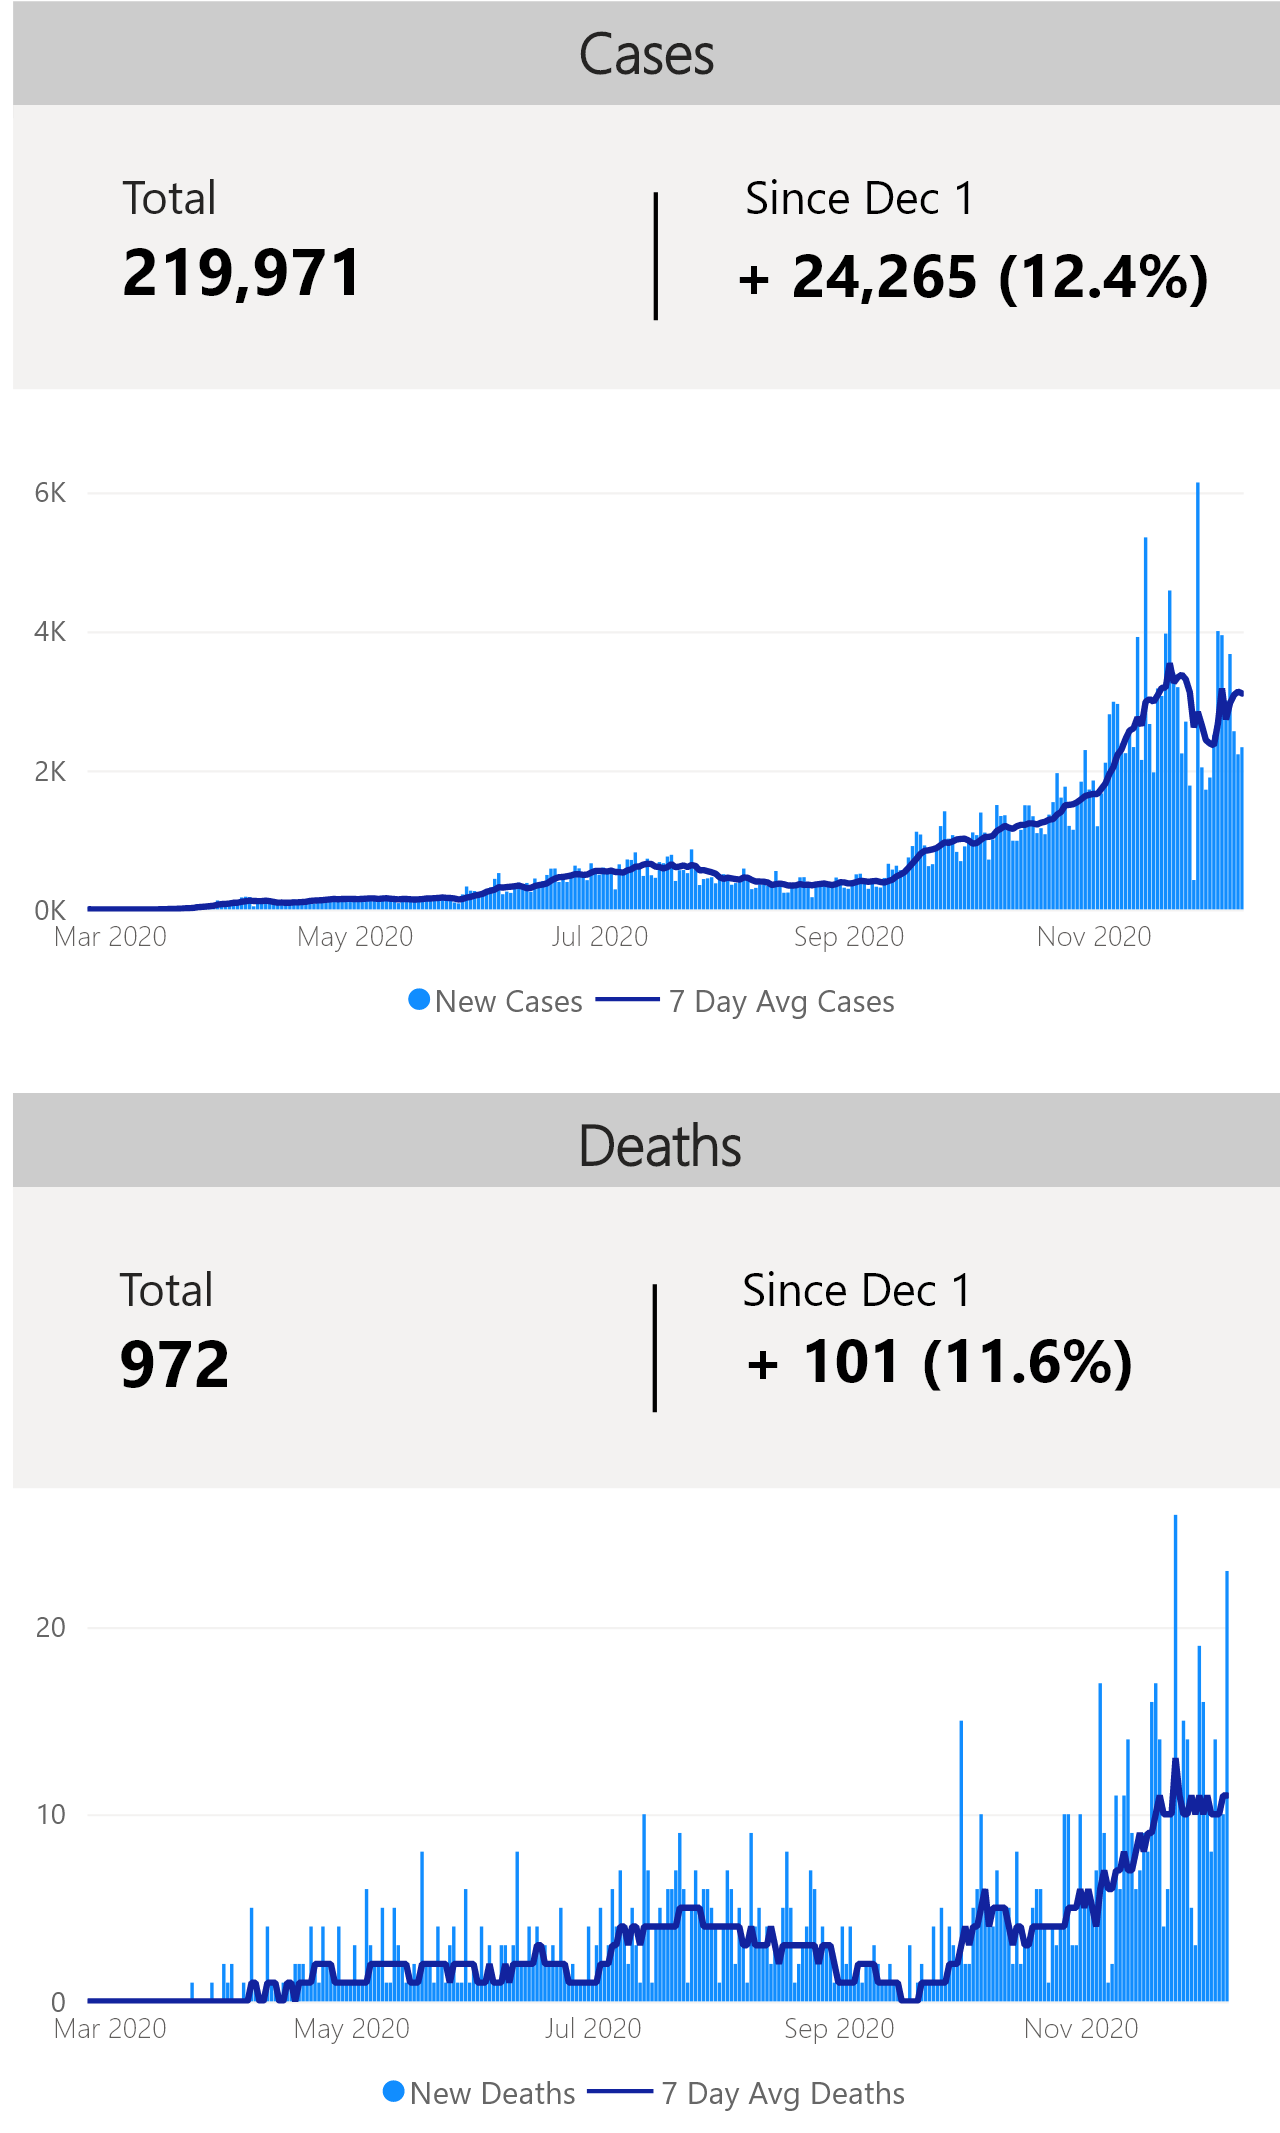 Cases
Total
219,971
Since Dec 1
+ 24,265 (12.4%)
6K
4K
2K
0K
Mar 2020 May 2020 Jul 2020 Sep 2020 Nov 2020
New Cases 7 Day Avg Cases
Deaths
Total
972
Since Dec 1
+ 101 (11.6%)
20
10
0
Mar 2020 May 2020 Jul 2020 Sep 2020 Nov 2020
New Deaths 7 Day Avg Deaths